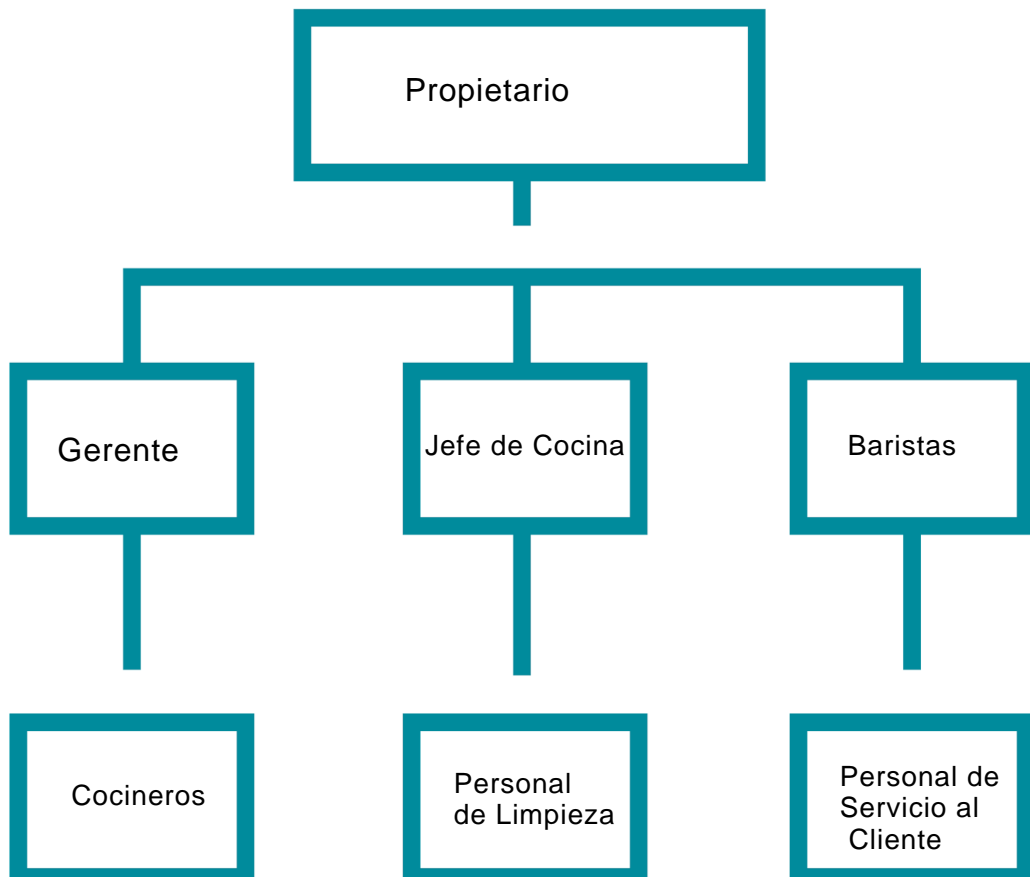 Propietario
Gerente
Jefe de Cocina
Baristas
Cocineros
Personal
de Limpieza
Personal de
Servicio al
Cliente